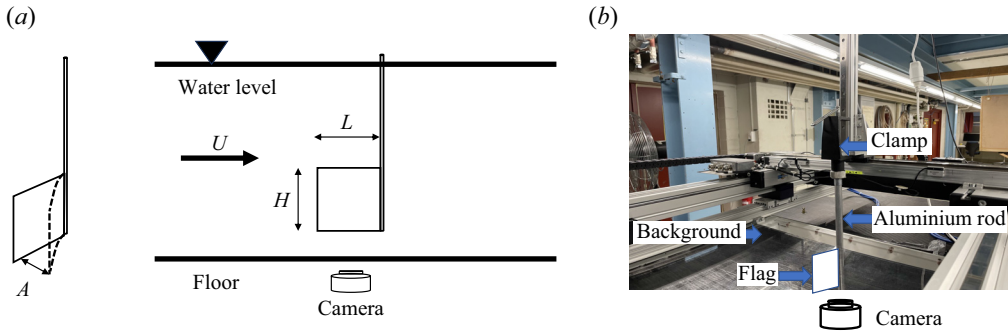 (a)
Water level
U
L
H
A
Floor
Camera
(b)
Clamp
Aluminium rod
Background
Flag
Camera